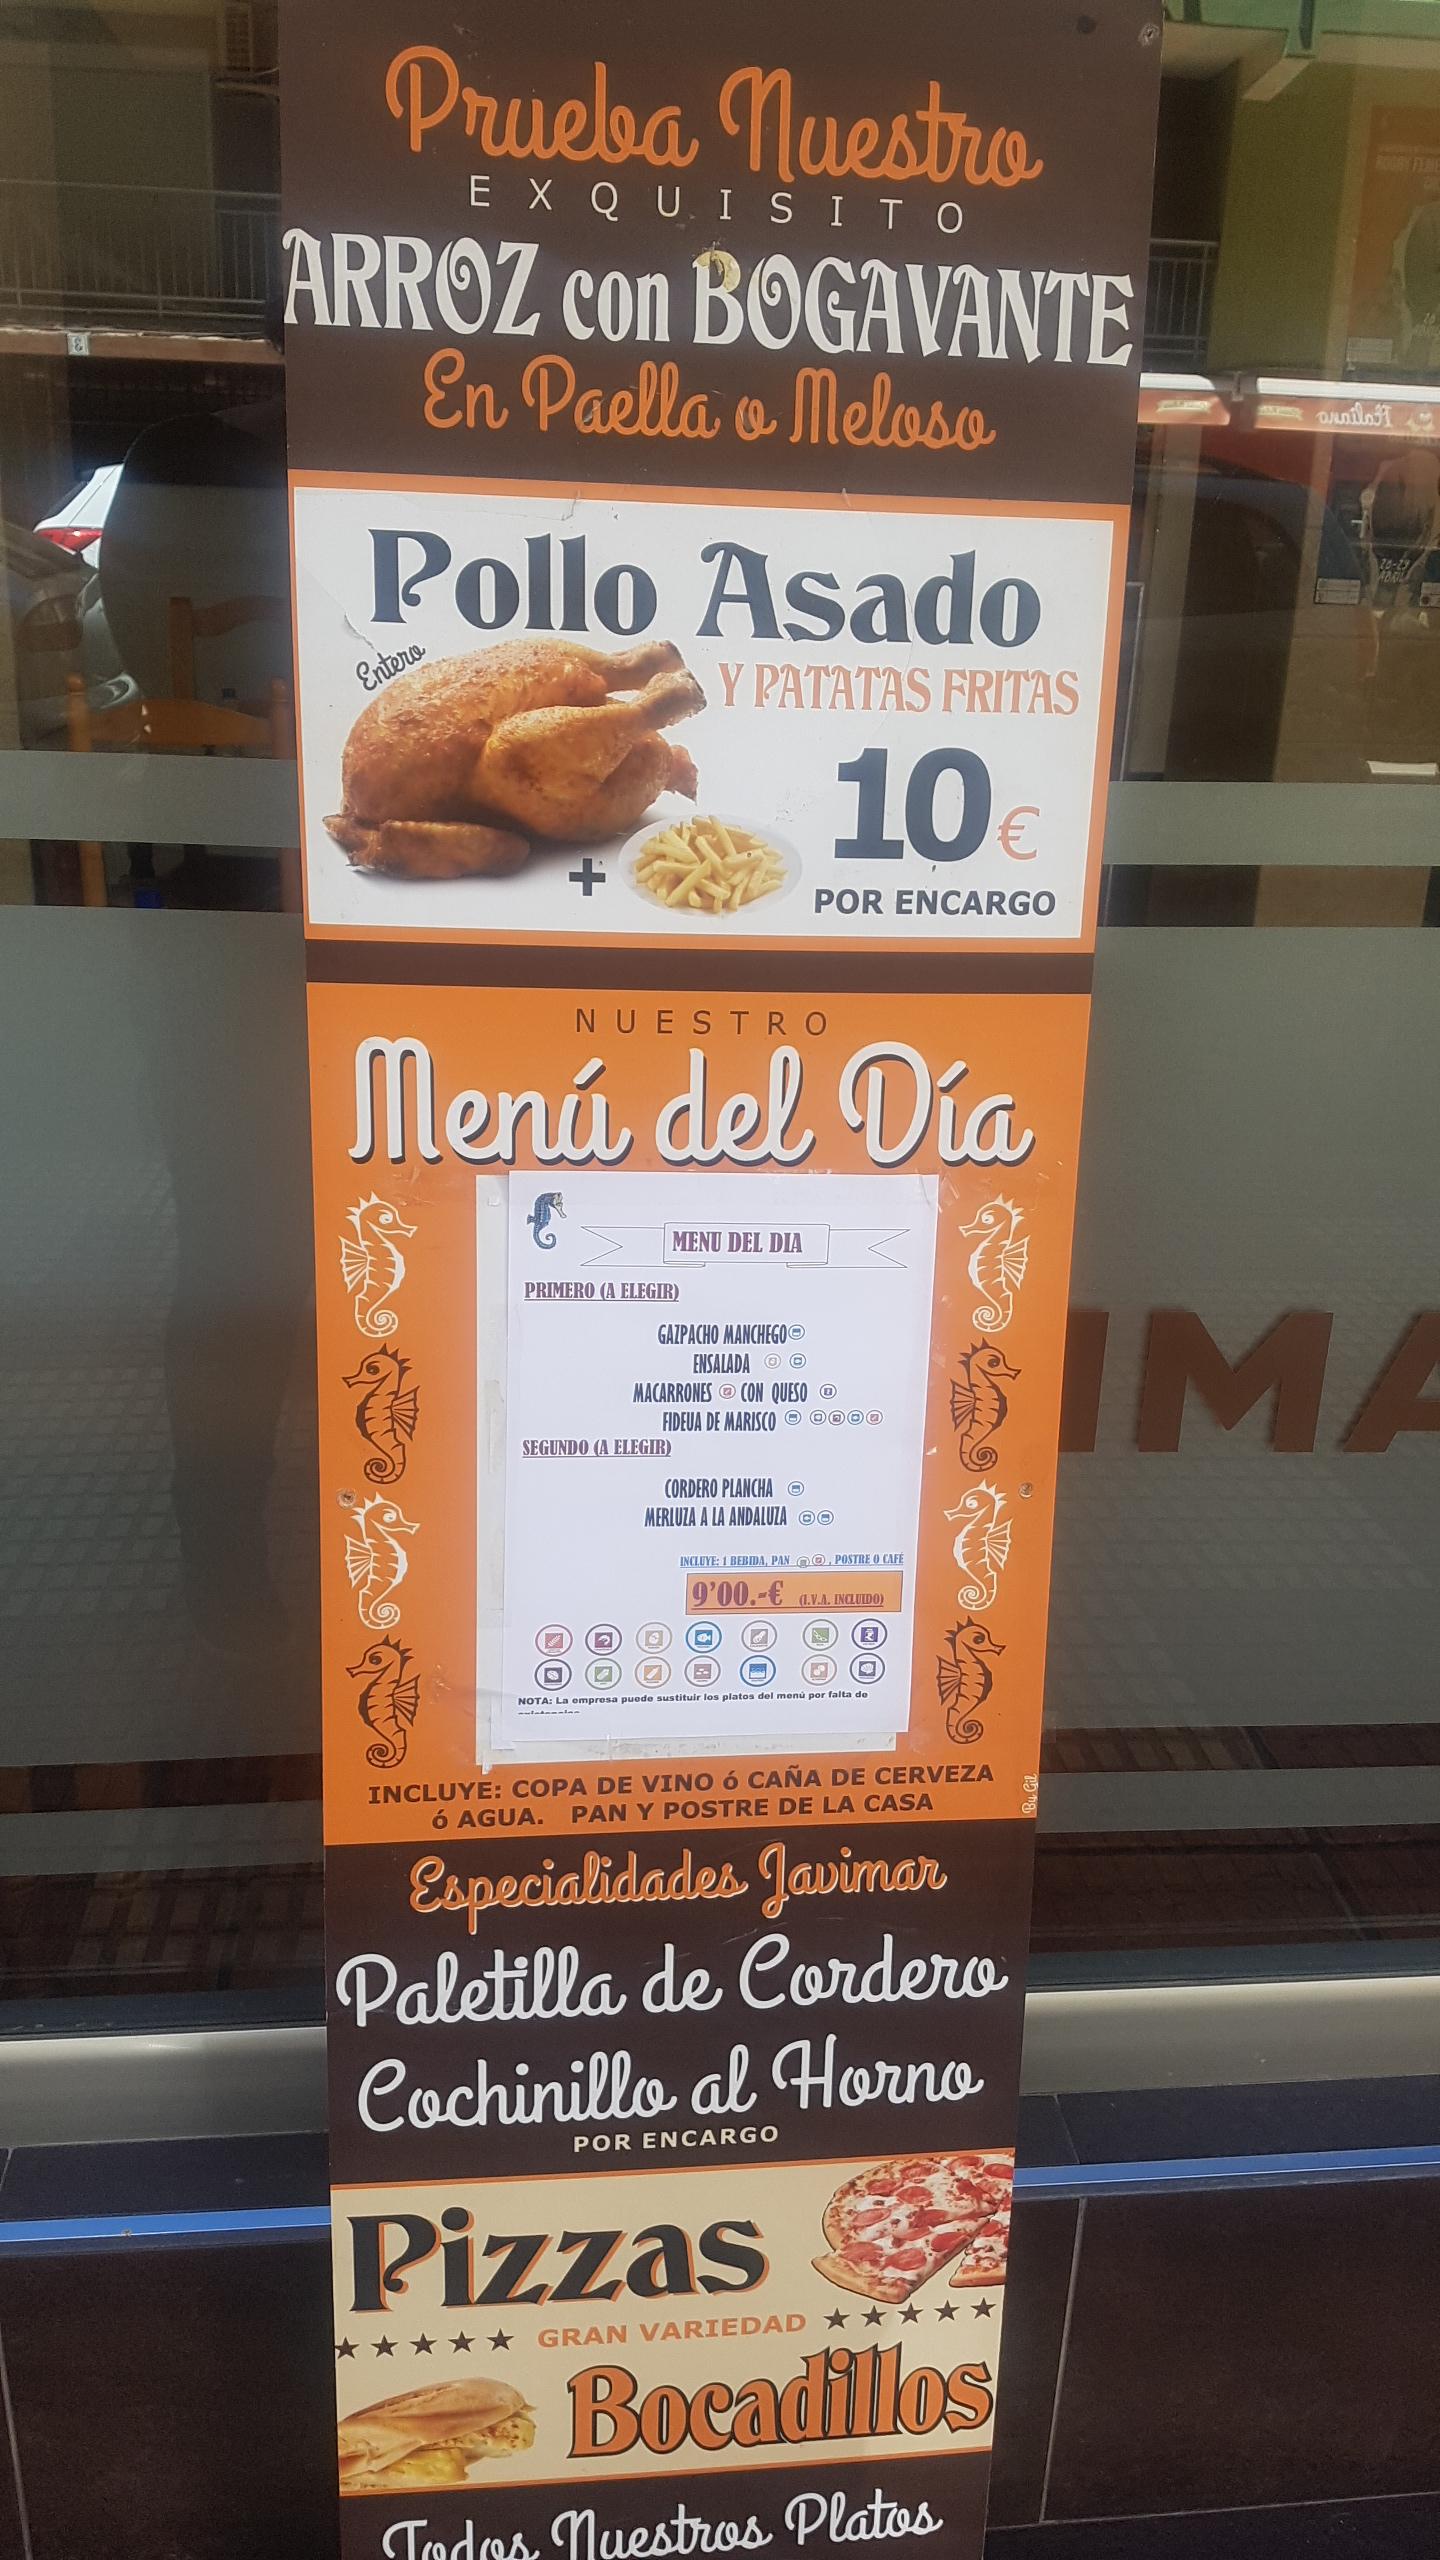 Prueba Nuestro
EXQUISITO
ARROZ con BOGAVANTE
En Paella o Meloso
Pollo Asado
Entero
Y PATATAS FRITAS
10€
+
POR ENCARGO
NUESTRO
Menú del Día
MENU DEL DIA
PRIMERO (A ELEGIR)
GAZPACHO MANCHEGO
ENSALADA
MACARRONES CON QUESO
FIDEUA DE MARISCO
SEGUNDO (A ELEGIR)
CORDERO PLANCHA
MERLUZA A LA ANDALUZA
INCLUYE: 1 BEBIDA, PAN , POSTRE O CAFÉ
9'00.-€ (I.V.A. INCLUIDO)
NOTA: La empresa puede sustituir los platos del menú por falta de
INCLUYE: COPA DE VINO ó CAÑA DE CERVEZA
ó AGUA. PAN Y POSTRE DE LA CASA
By Gil
Especialidades Javimar
Paletilla de Cordero
Cochinillo al Horno
POR ENCARGO
Pizzas
GRAN VARIEDAD
Bocadillos
Todos Nuestros Platos
IMA